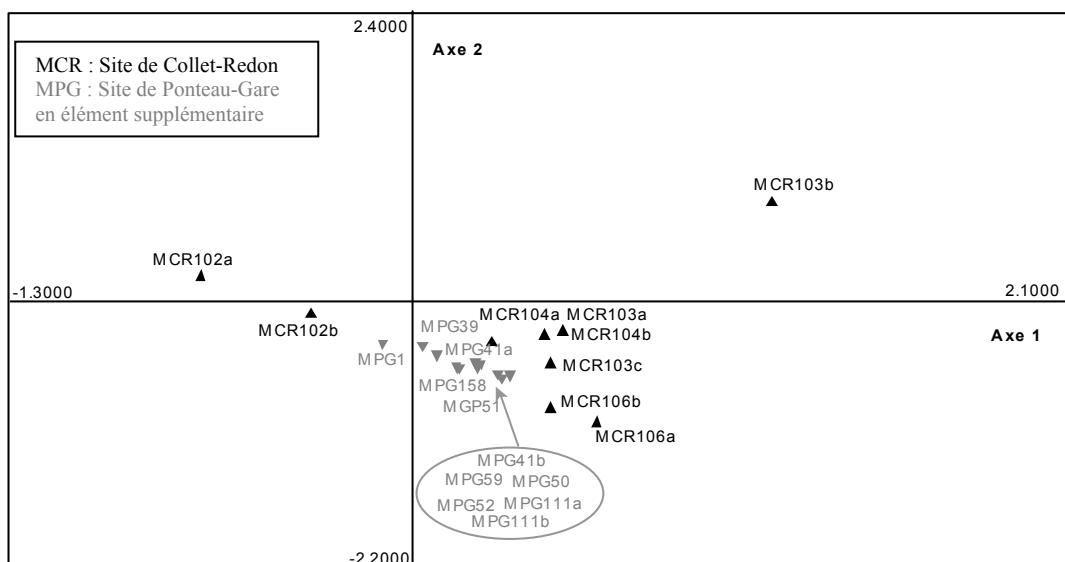 2.4000
Axe 2
MCR : Site de Collet-Redon
MPG : Site de Ponteau-Gare
en élément supplémentaire
MCR103b
MCR102a
-1.3000
2.1000
MCR104a
MCR103a
MCR102b
MPG39
MCR104b
Axe 1
MPG1
MPG41a
MCR103c
MPG158
MGP51
MCR106b
MCR106a
MPG41b
MPG59
MPG50
MPG52
MPG111a
MPG111b
-2.2000